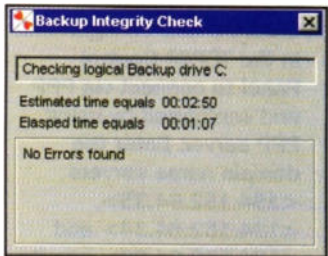 Backup Integrity Check
Checking logical Backup drive C:
Estimated time equals 00:02:50
Elasped time equals 00:01:07
No Errors found